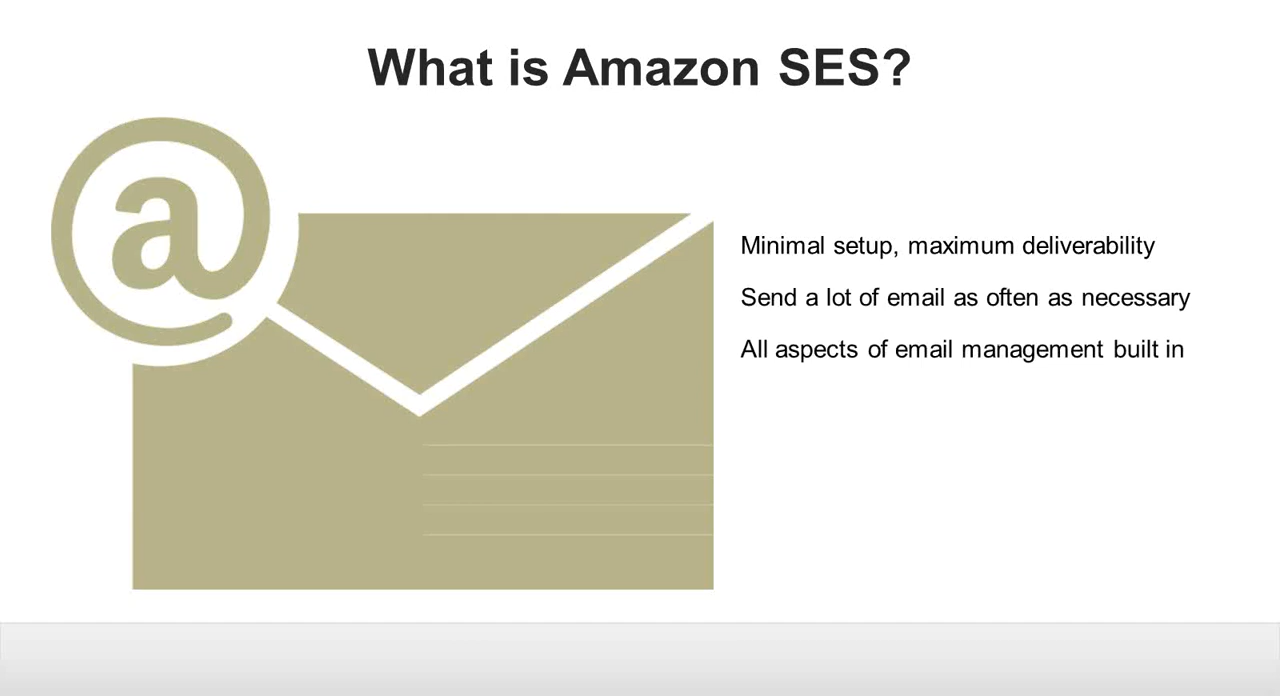 What is Amazon SES?
@
Minimal setup, maximum deliverability
Send a lot of email as often as necessary
All aspects of email management built in